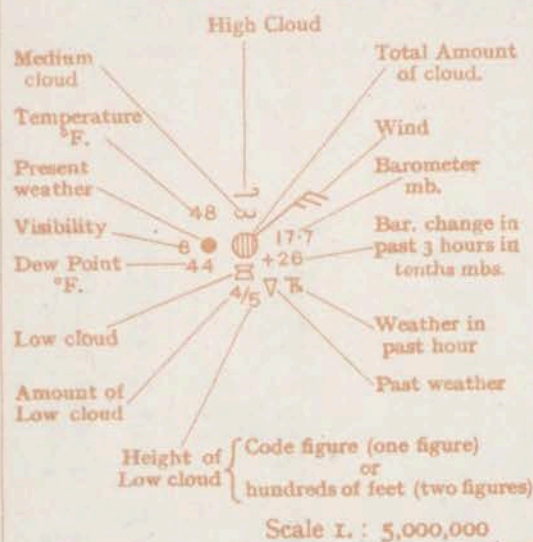 High Cloud
Medium
cloud
Total Amount
of cloud.
Temperature
°F.
Wind
Present
weather
Barometer
mb.
48
Visibility
8
17·7
Bar. change in
past 3 hours in
tenths mbs.
+26
Dew Point
°F.
44
4/5
Low cloud
Weather in
past hour
Amount of
Low cloud
Past weather
Height of
Low cloud
Code figure (one figure)
or
hundreds of feet (two figures)
Scale 1. : 5,000,000